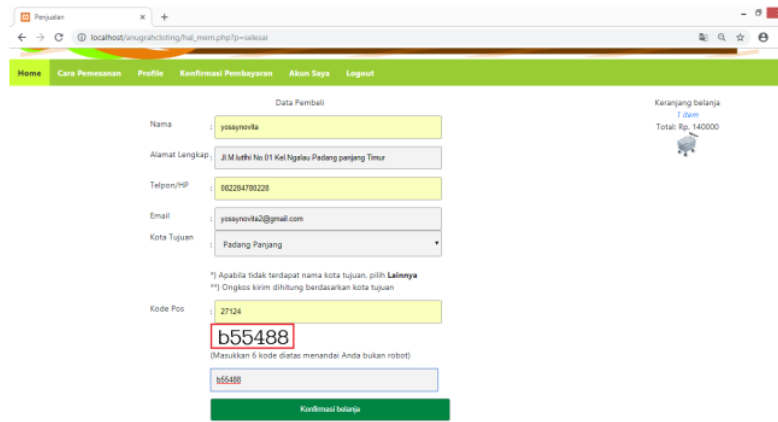 Penjualan
localhost/anugrahcloting/hal_mem.php?p=selesai
Home Cara Pemesanan Profile Konfirmasi Pembayaran Akun Saya Logout
Data Pembeli
Keranjang belanja
1 item
Total: Rp. 140000
Nama : yossynovita
Alamat Lengkap : Jl.M.luthfi No.01 Kel.Ngalau Padang panjang Timur
Telpon/HP : 082284780228
Email : yossynovita2@gmail.com
Kota Tujuan : Padang Panjang
*) Apabila tidak terdapat nama kota tujuan, pilih Lainnya
**) Ongkos kirim dihitung berdasarkan kota tujuan
Kode Pos : 27124
b55488
(Masukkan 6 kode diatas menandai Anda bukan robot)
b55488
Konfirmasi belanja